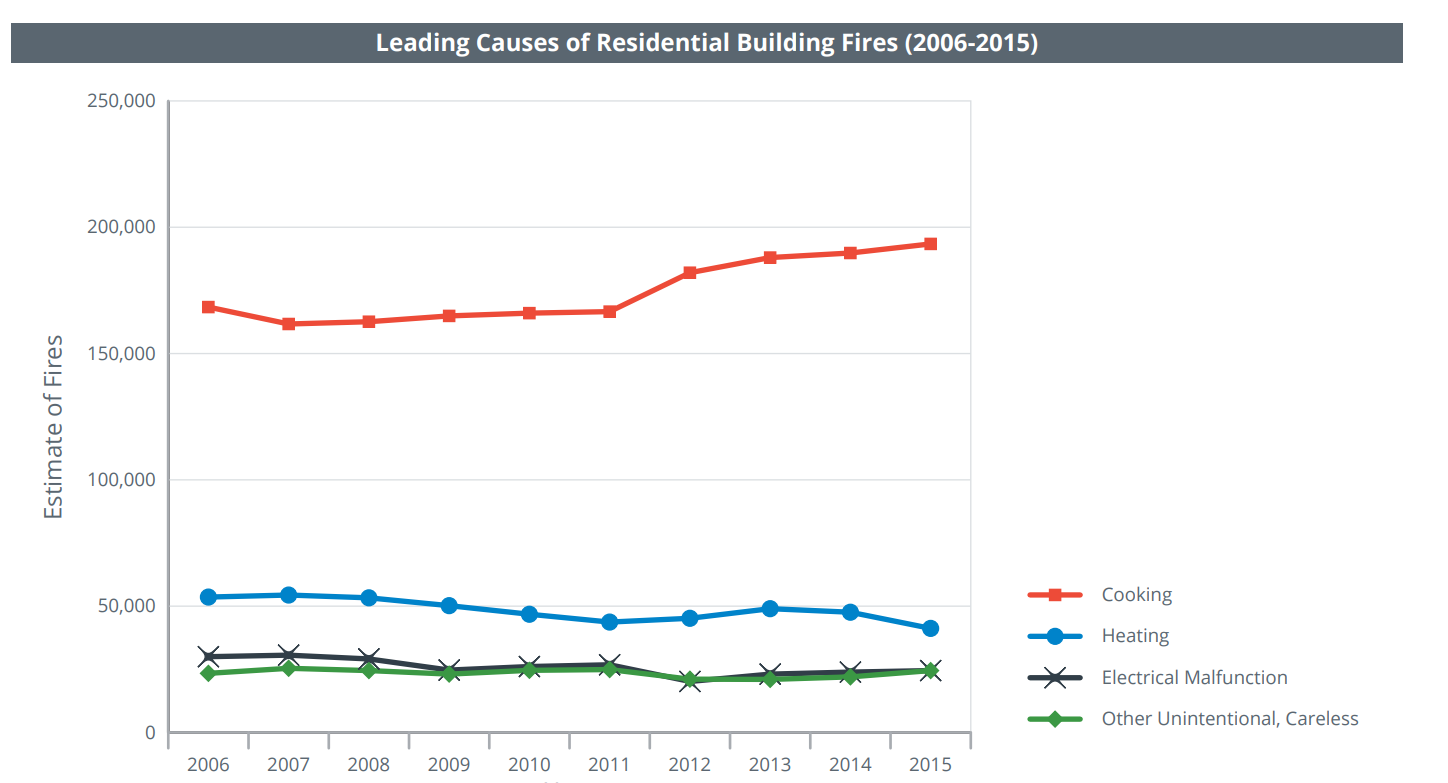 Leading Causes of Residential Building Fires (2006-2015)
250,000
200,000
150,000
100,000
50,000
0
Estimate of Fires
2006 2007 2008 2009 2010 2011 2012 2013 2014 2015
Cooking
Heating
Electrical Malfunction
Other Unintentional, Careless